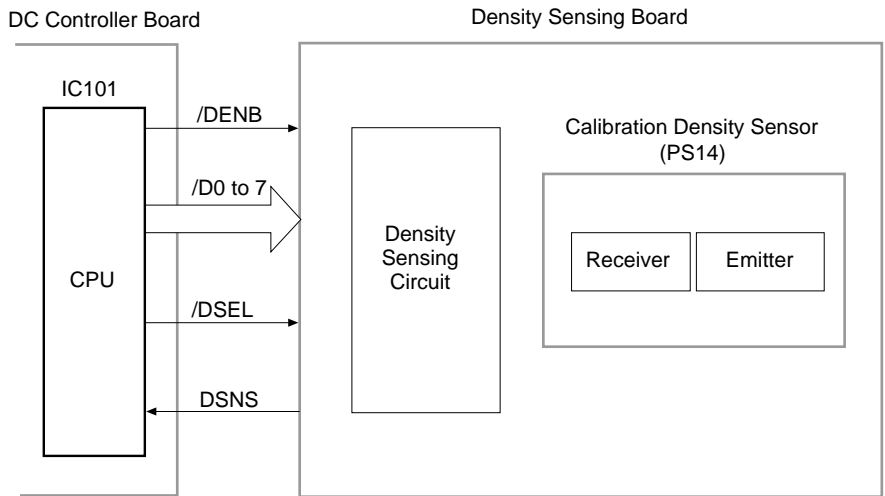 DC Controller Board
Density Sensing Board
IC101
/DENB
Calibration Density Sensor
(PS14)
/D0 to 7
Density
Sensing
Circuit
Receiver
Emitter
CPU
/DSEL
DSNS